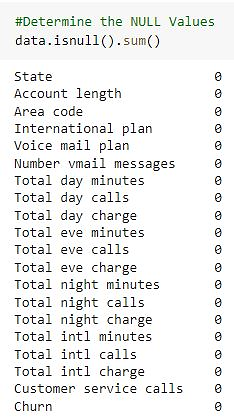 #Determine the NULL Values
data.isnull().sum()
State 0
Account length 0
Area code 0
International plan 0
Voice mail plan 0
Number vmail messages 0
Total day minutes 0
Total day calls 0
Total day charge 0
Total eve minutes 0
Total eve calls 0
Total eve charge 0
Total night minutes 0
Total night calls 0
Total night charge 0
Total intl minutes 0
Total intl calls 0
Total intl charge 0
Customer service calls 0
Churn 0